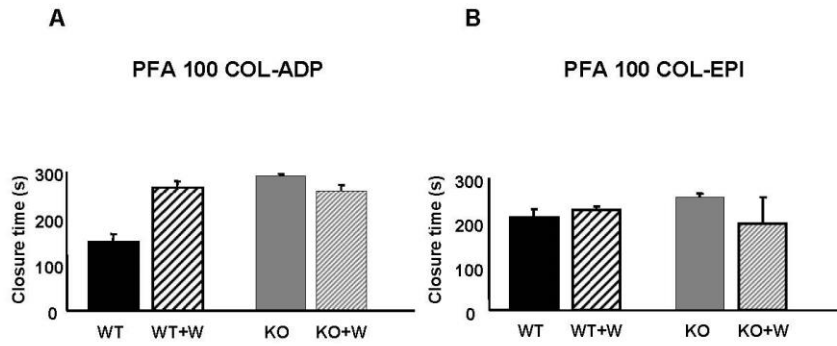 A
PFA 100 COL-ADP
Closure time (s)
300
200
100
0
WT WT+W KO KO+W
B
PFA 100 COL-EPI
Closure time (s)
300
200
100
0
WT WT+W KO KO+W